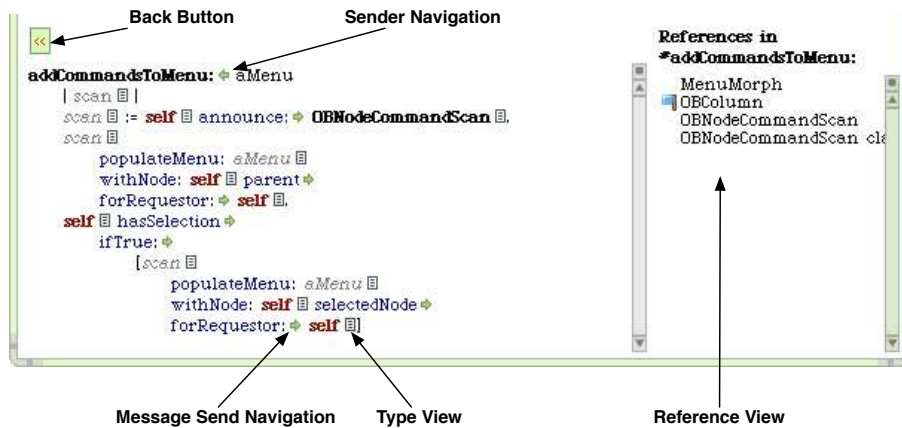 Back Button
Sender Navigation
<<
addCommandsToMenu: aMenu
| scan |
scan := self announce: OBNodeCommandScan.
scan
populateMenu: aMenu
withNode: self parent
forRequestor: self.
self hasSelection
ifTrue:
[scan
populateMenu: aMenu
withNode: self selectedNode
forRequestor: self]
References in
#addCommandsToMenu:
MenuMorph
OBColumn
OBNodeCommandScan
OBNodeCommandScan cla
Message Send Navigation
Type View
Reference View